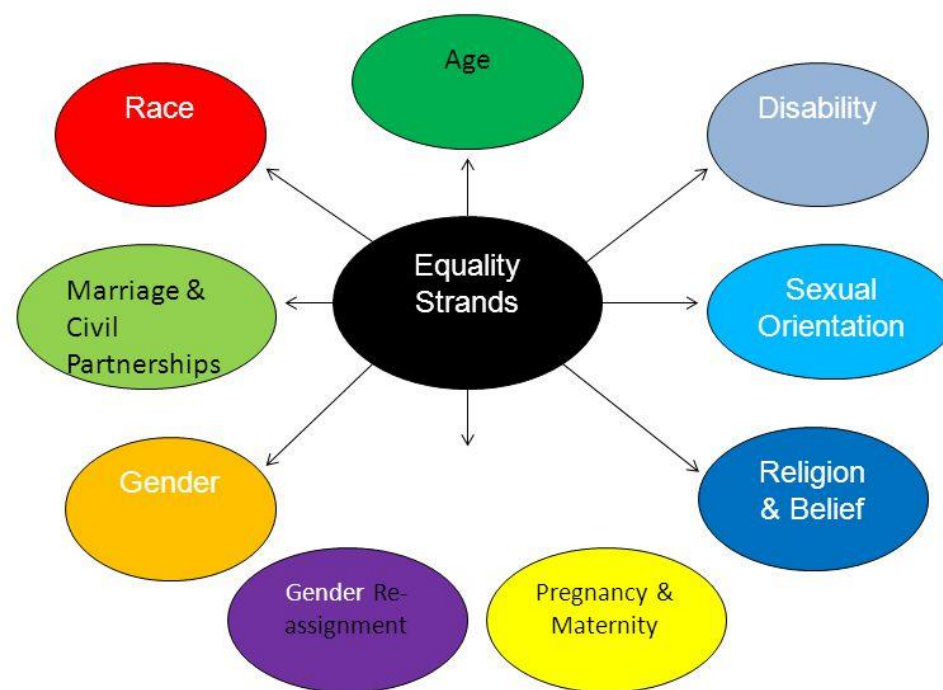 Age
Race
Disability
Equality
Strands
Marriage &
Civil
Partnerships
Sexual
Orientation
Gender
Religion
& Belief
Gender Re-
assignment
Pregnancy &
Maternity